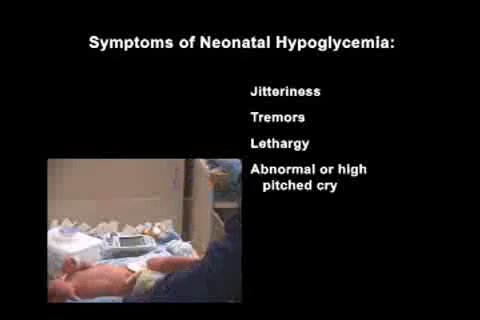 Symptoms of Neonatal Hypoglycemia:
Jitteriness
Tremors
Lethargy
Abnormal or high
pitched cry